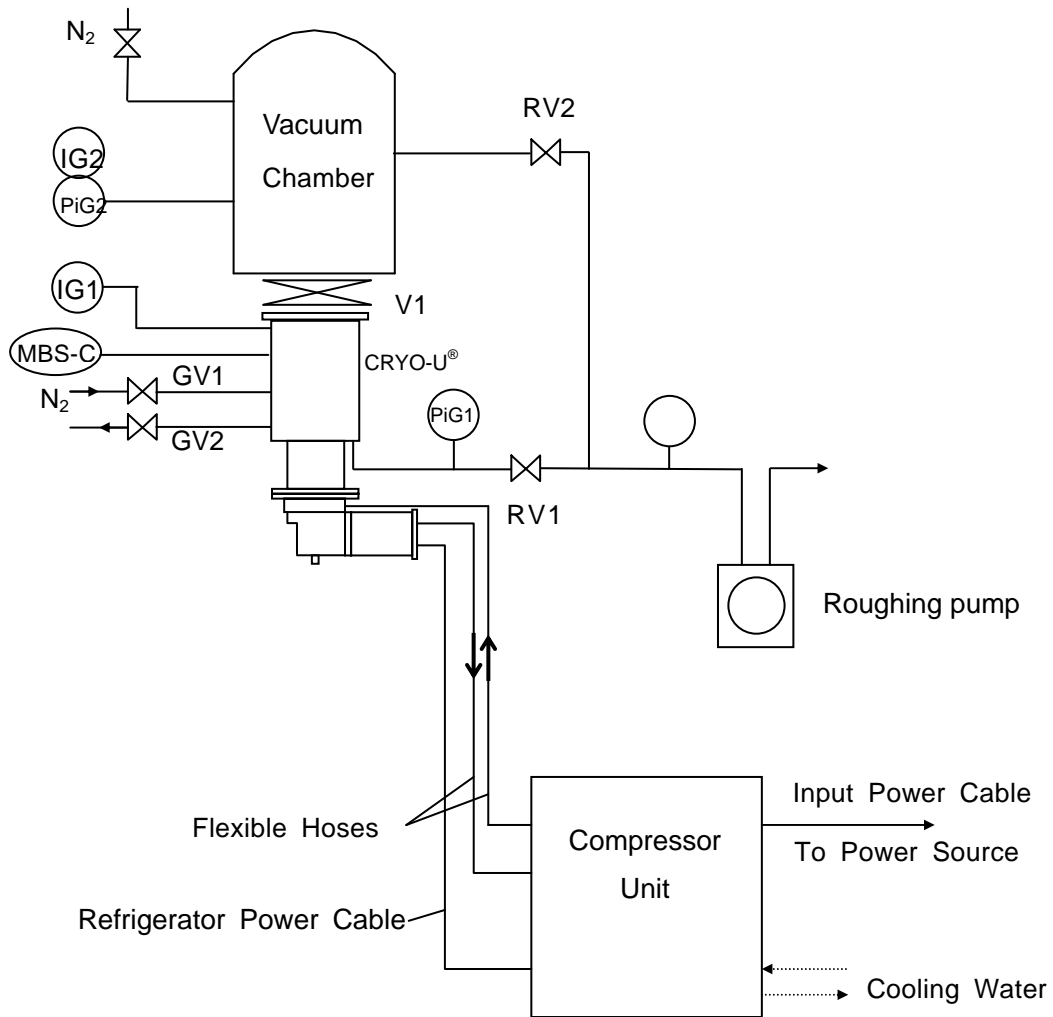 N₂
RV2
Vacuum
Chamber
IG2
PiG2
IG1
V1
MBS-C
CRYO-U®
GV1
N₂
PiG1
GV2
RV1
Roughing pump
Input Power Cable
Flexible Hoses
Compressor
To Power Source
Unit
Refrigerator Power Cable
Cooling Water